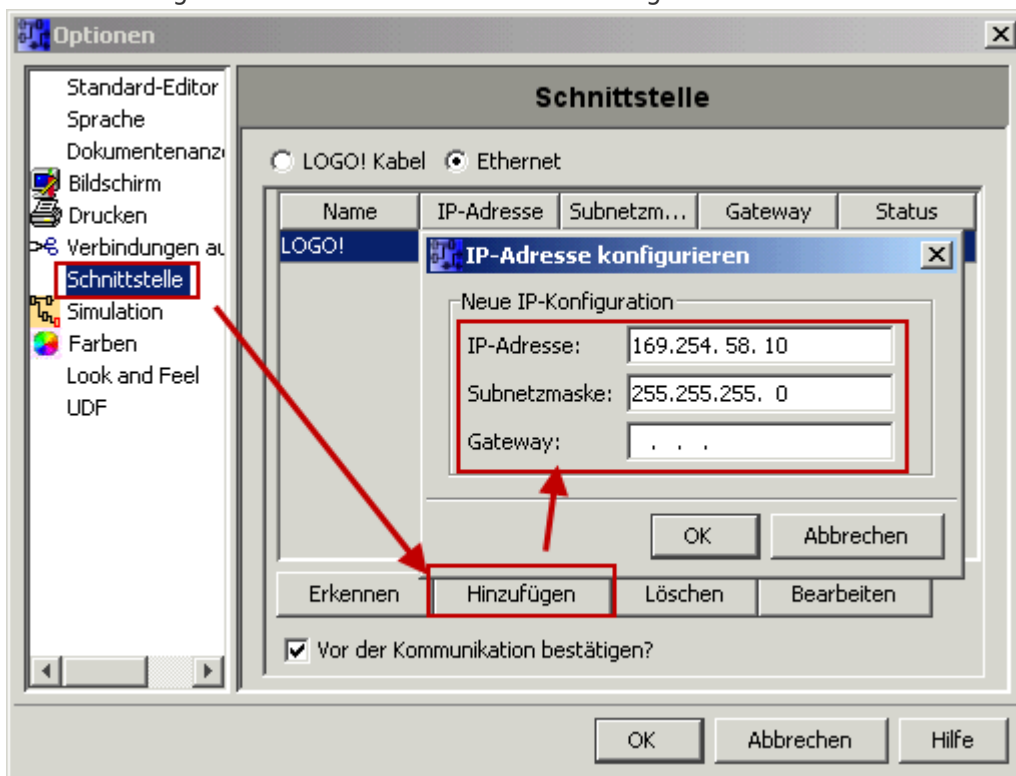 Optionen
Standard-Editor
Sprache
Dokumentenanz
Bildschirm
Drucken
Verbindungen au
Schnittstelle
Simulation
Farben
Look and Feel
UDF
Schnittstelle
LOGO! Kabel Ethernet
Name IP-Adresse Subnetzm... Gateway Status
LOGO!
IP-Adresse konfigurieren
Neue IP-Konfiguration
IP-Adresse: 169.254. 58. 10
Subnetzmaske: 255.255.255. 0
Gateway: . . .
OK Abbrechen
Erkennen Hinzufügen Löschen Bearbeiten
Vor der Kommunikation bestätigen?
OK Abbrechen Hilfe